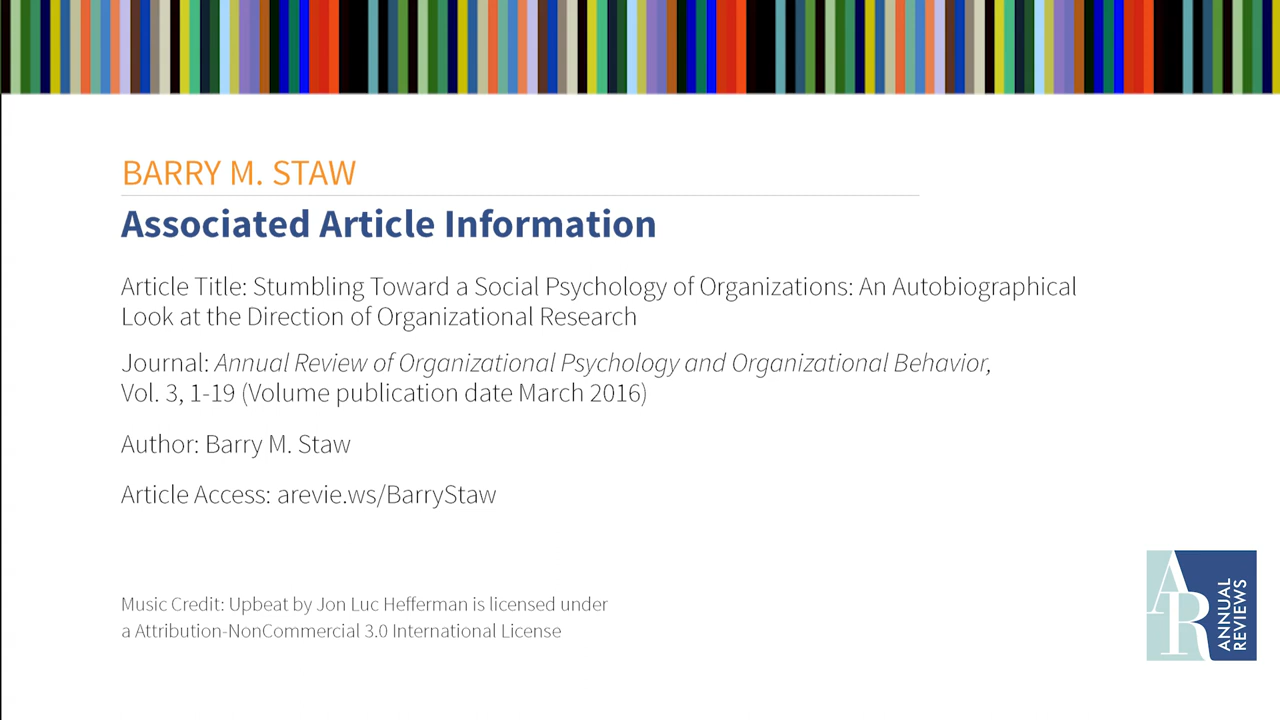 BARRY M. STAW
Associated Article Information
Article Title: Stumbling Toward a Social Psychology of Organizations: An Autobiographical
Look at the Direction of Organizational Research
Journal: Annual Review of Organizational Psychology and Organizational Behavior,
Vol. 3, 1-19 (Volume publication date March 2016)
Author: Barry M. Staw
Article Access: arevie.ws/BarryStaw
Music Credit: Upbeat by Jon Luc Hefferman is licensed under
a Attribution-NonCommercial 3.0 International License
AR
ANNUAL
REVIEWS